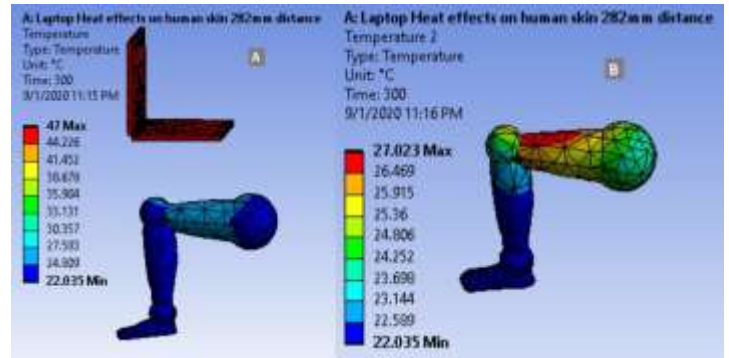 A: Laptop Heat effects on human skin 282mm distance
Temperature
Type: Temperature
Unit: °C
Time: 300
9/1/2020 11:15 PM
A
47 Max
44.226
41.452
38.678
35.904
33.131
30.357
27.583
24.809
22.035 Min
A: Laptop Heat effects on human skin 282mm distance
Temperature 2
Type: Temperature
Unit: °C
Time: 300
9/1/2020 11:16 PM
B
27.023 Max
26.469
25.915
25.36
24.806
24.252
23.698
23.144
22.589
22.035 Min